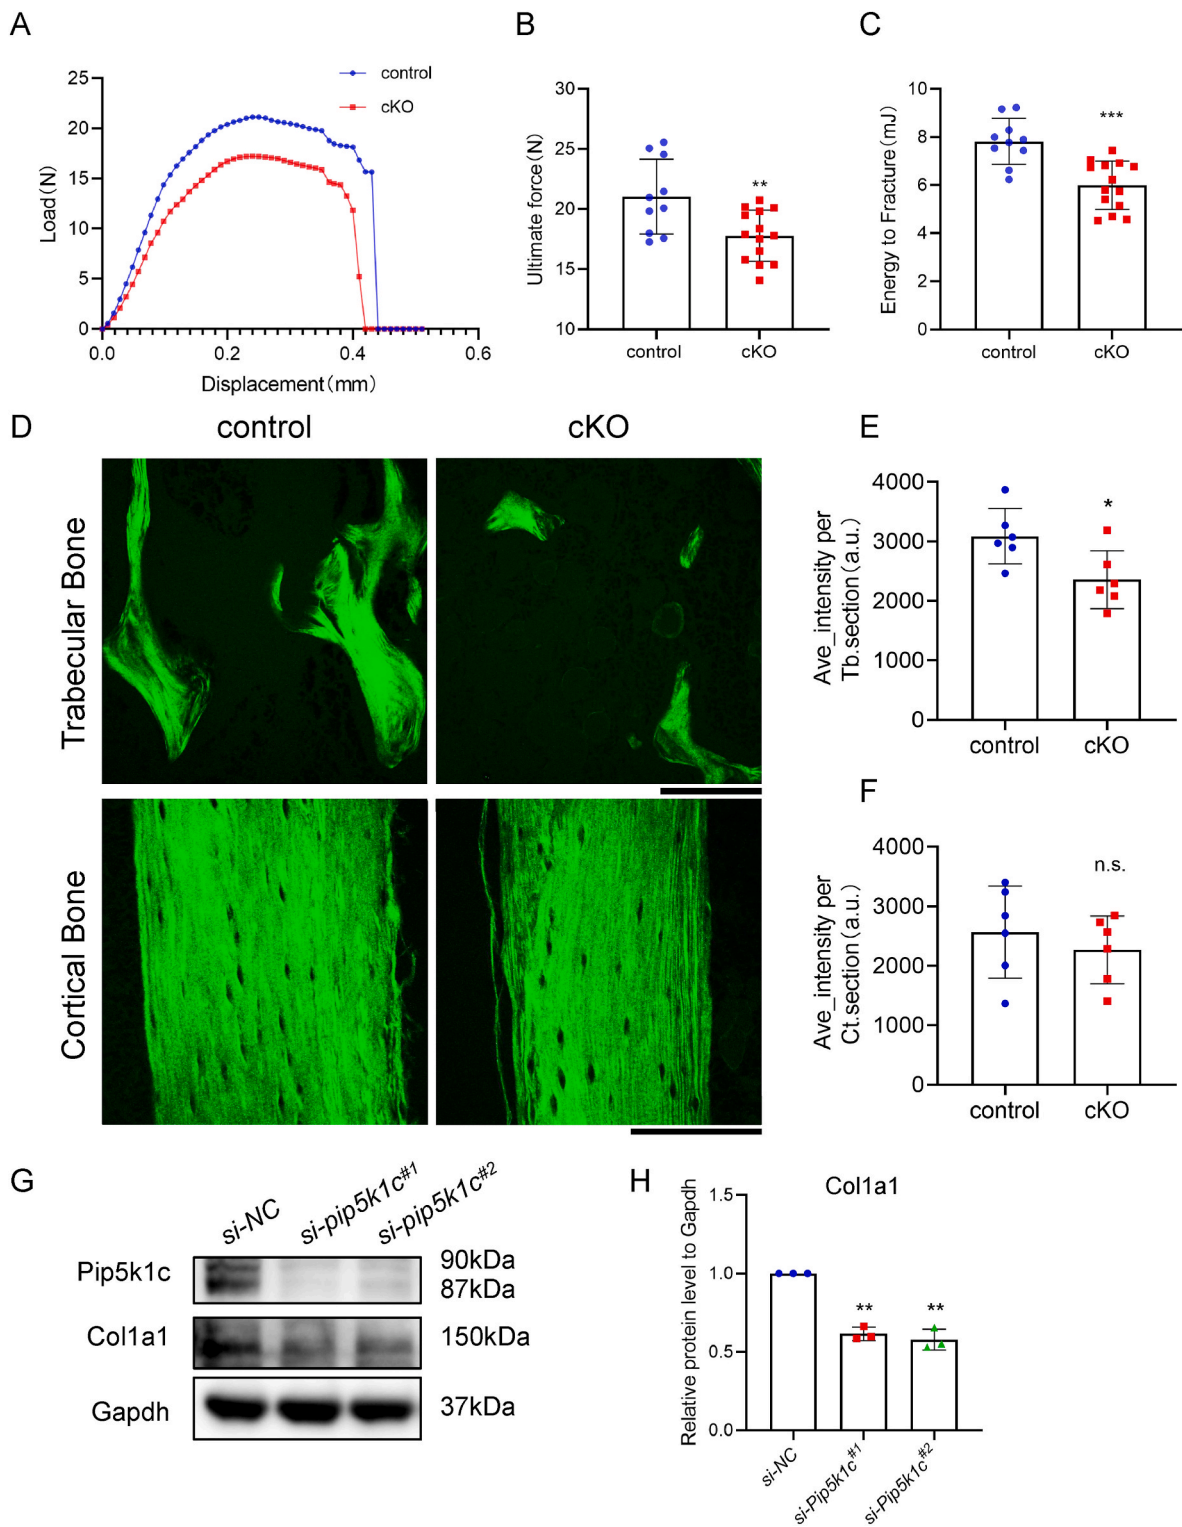 A
B
C
control
cKO
25
20
15
10
5
0
Load(N)
0.0
0.2
0.4
0.6
Displacement(mm)
30
25
20
15
10
Ultimate force(N)
**
control
cKO
10
8
6
4
2
0
Energy to Fracture(mJ)
***
control
cKO
D
control
cKO
Trabecular Bone
Cortical Bone
E
4000
3000
2000
1000
0
Ave_intensity per
Tb.section(a.u.)
*
control
cKO
F
4000
3000
2000
1000
0
Ave_intensity per
Ct.section(a.u.)
n.s.
control
cKO
G
si-NC
si-pip5k1c#1
si-pip5k1c#2
Pip5k1c
90kDa
87kDa
Col1a1
150kDa
Gapdh
37kDa
H
Col1a1
1.5
1.0
0.5
0.0
Relative protein level to Gapdh
**
**
si-NC
si-Pip5k1c#1
si-Pip5k1c#2